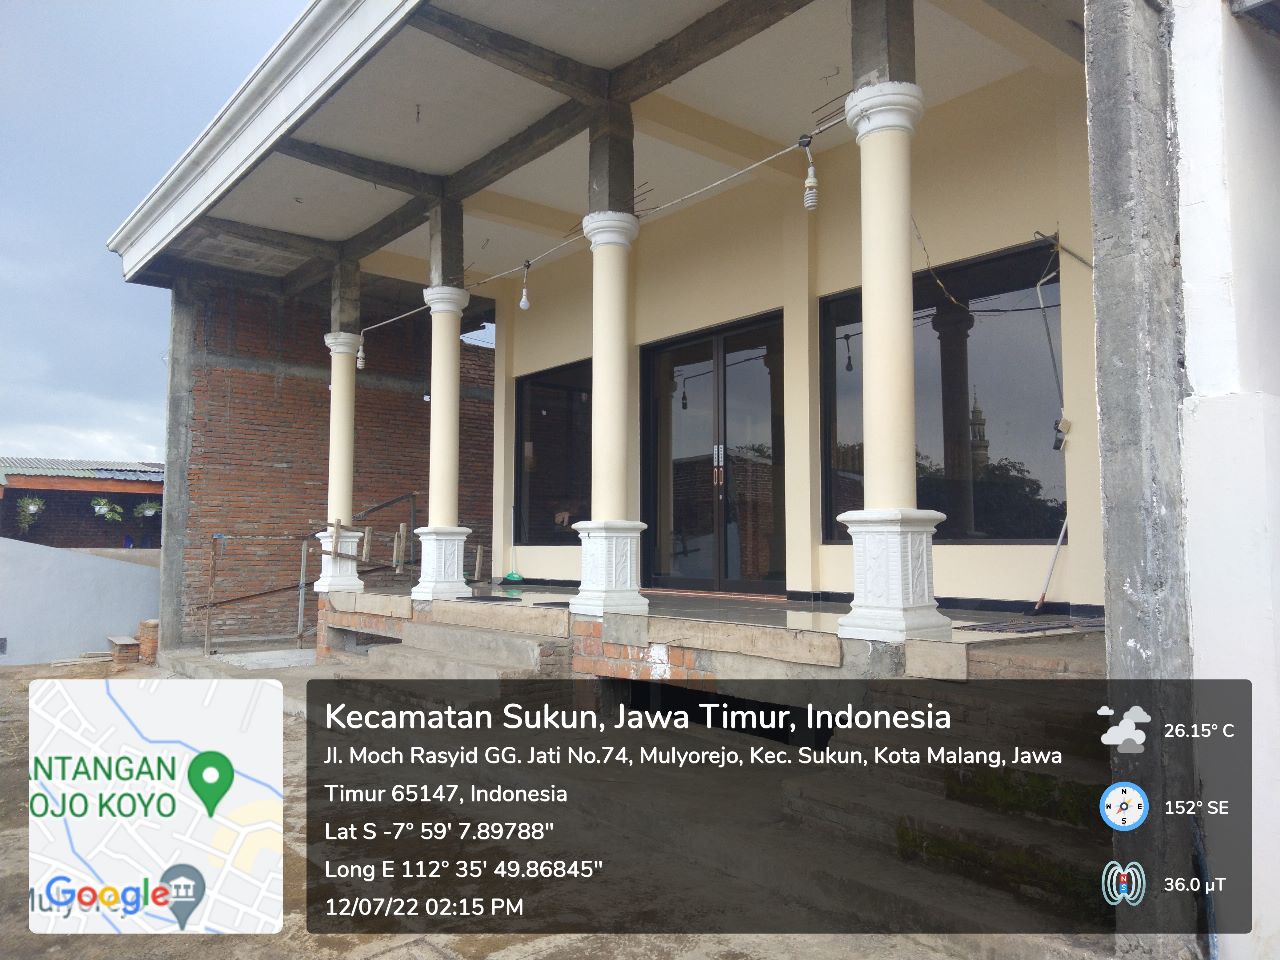 Kecamatan Sukun, Jawa Timur, Indonesia
Jl. Moch Rasyid GG. Jati No.74, Mulyorejo, Kec. Sukun, Kota Malang, Jawa
Timur 65147, Indonesia
Lat S -7° 59' 7.89788"
Long E 112° 35' 49.86845"
12/07/22 02:15 PM
26.15° C
N
W E
S
152° SE
N
S
36.0 µT
ANTANGAN
OJO KOYO
Google